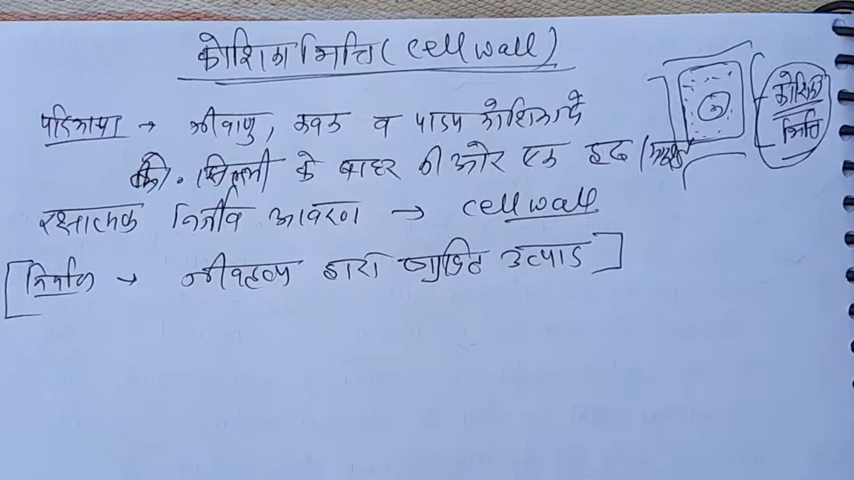 कोशिका भित्ति (cell wall)
परिभाषा → जीवाणु, कवक व पादप कोशिका के
की झिल्ली के बाहर की ओर एक दृढ़ /
रक्षात्मक निर्जीव आवरण → cell wall
[निर्माण → जीवद्रव्य द्वारा उत्पाद]
कोशिका
भित्ति